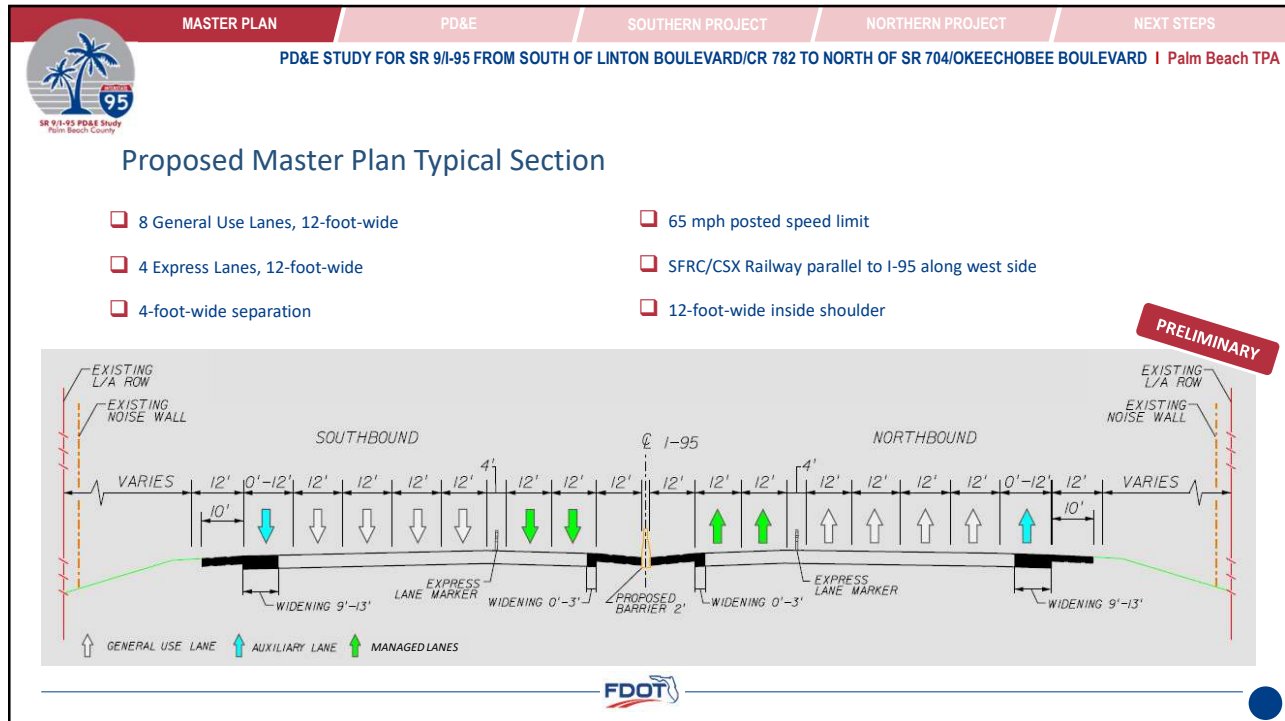 MASTER PLAN PD&E SOUTHERN PROJECT NORTHERN PROJECT NEXT STEPS
PD&E STUDY FOR SR 9/I-95 FROM SOUTH OF LINTON BOULEVARD/CR 782 TO NORTH OF SR 704/OKEECHOBEE BOULEVARD I Palm Beach TPA
INTERSTATE
95
SR 9/I-95 PD&E Study
Palm Beach County
Proposed Master Plan Typical Section
8 General Use Lanes, 12-foot-wide
4 Express Lanes, 12-foot-wide
4-foot-wide separation
65 mph posted speed limit
SFRC/CSX Railway parallel to I-95 along west side
12-foot-wide inside shoulder
PRELIMINARY
EXISTING
L/A ROW
EXISTING
NOISE WALL
EXISTING
L/A ROW
EXISTING
NOISE WALL
SOUTHBOUND ℄ I-95 NORTHBOUND
4' 4'
VARIES 12' 0'-12' 12' 12' 12' 12' 12' 12' 12' 12' 12' 12' 12' 12' 12' 12' 0'-12' 12' VARIES
10' 10'
EXPRESS
LANE MARKER
EXPRESS
LANE MARKER
WIDENING 9'-13' WIDENING 0'-3' PROPOSED
BARRIER 2'
WIDENING 0'-3' WIDENING 9'-13'
GENERAL USE LANE AUXILIARY LANE MANAGED LANES
FDOT